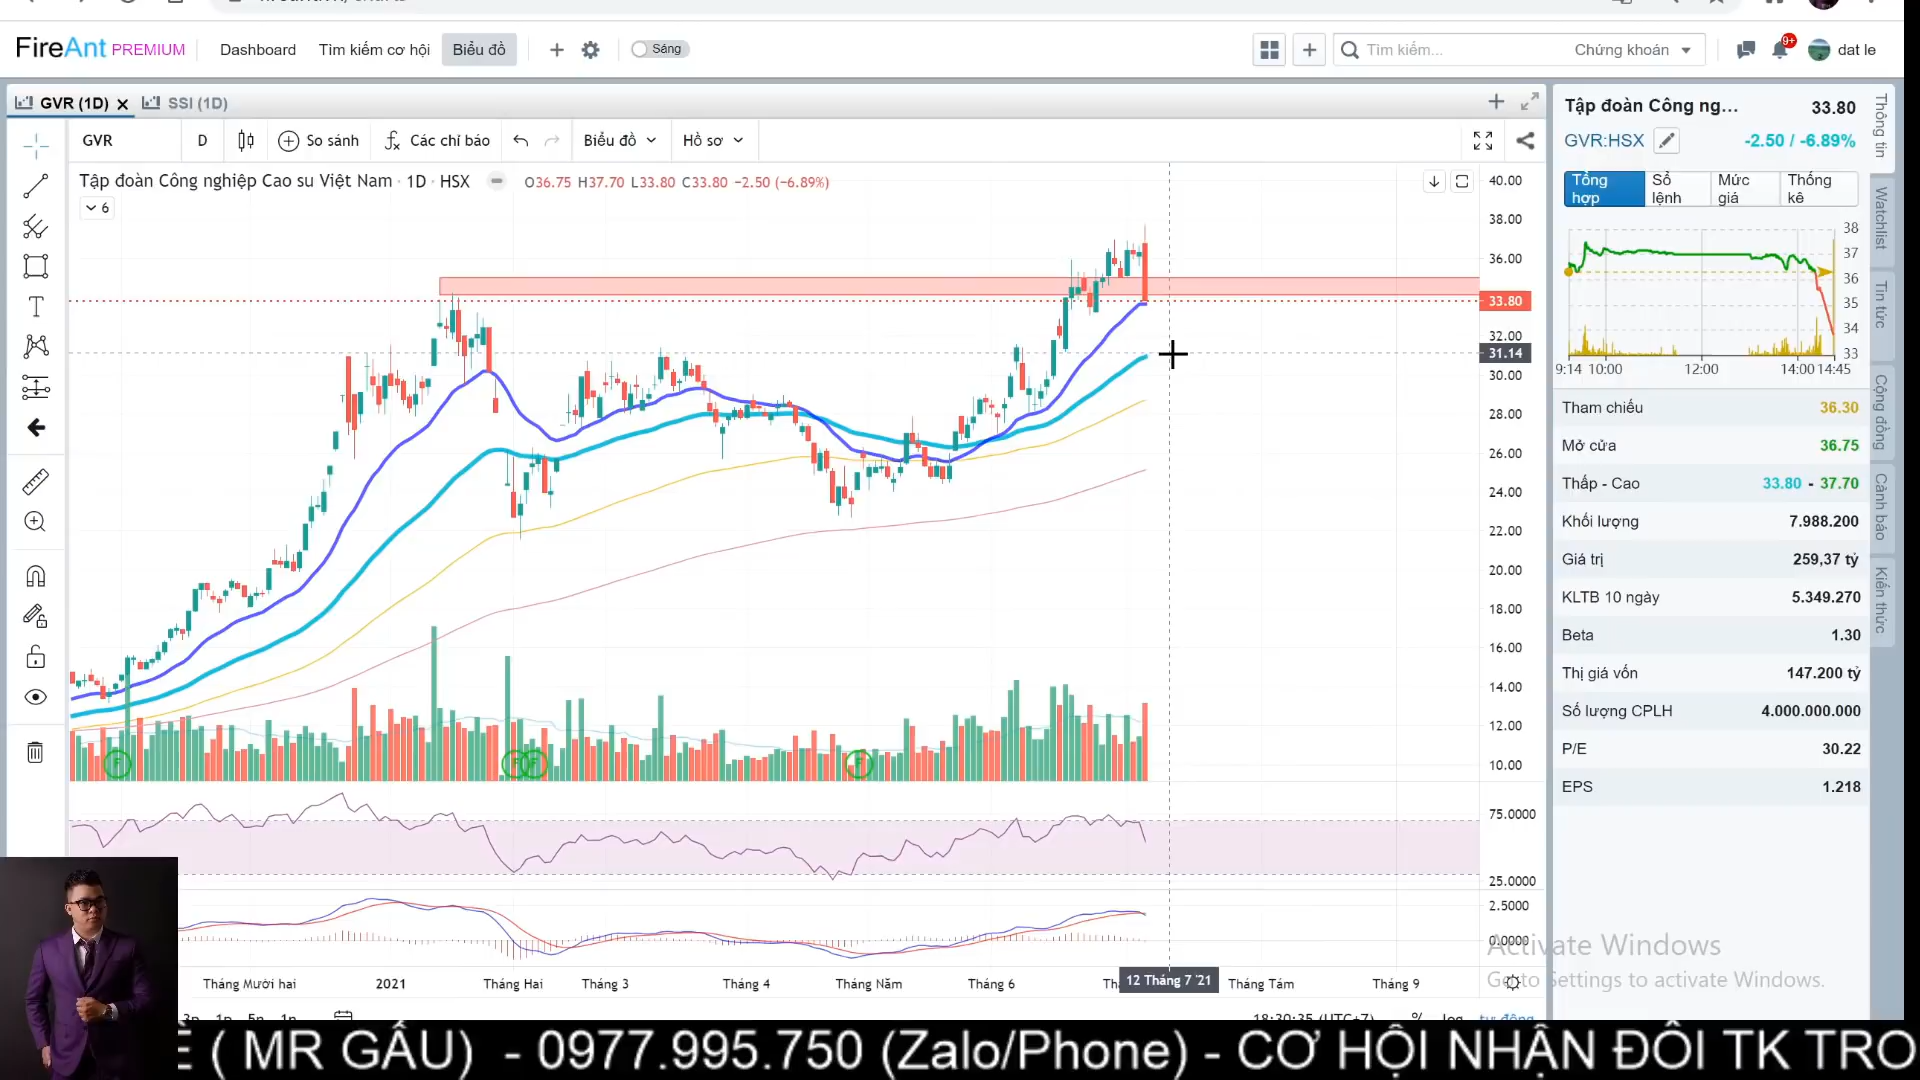 FireAnt PREMIUM
Dashboard
Tìm kiếm cơ hội
Biểu đồ
Sáng
Tìm kiếm...
Chứng khoán
9+
dat le
GVR (1D)
SSI (1D)
GVR
D
So sánh
Các chỉ báo
Biểu đồ
Hồ sơ
Tập đoàn Công nghiệp Cao su Việt Nam · 1D · HSX
O36.75 H37.70 L33.80 C33.80 −2.50 (−6.89%)
6
40.00
38.00
36.00
33.80
32.00
31.14
30.00
28.00
26.00
24.00
22.00
20.00
18.00
16.00
14.00
12.00
10.00
75.0000
25.0000
2.5000
0.0000
F
F
F
F
Tháng Mười hai
2021
Tháng Hai
Tháng 3
Tháng 4
Tháng Năm
Tháng 6
12 Tháng 7 '21
Tháng Tám
Tháng 9
18:30:35 (UTC+7)
%
log
tự động
Tập đoàn Công ng...
33.80
GVR:HSX
-2.50 / -6.89%
Tổng hợp
Sổ lệnh
Mức giá
Thống kê
38
37
36
35
34
33
9:14 10:00
12:00
14:00 14:45
Tham chiếu 36.30
Mở cửa 36.75
Thấp - Cao 33.80 - 37.70
Khối lượng 7.988.200
Giá trị 259,37 tỷ
KLTB 10 ngày 5.349.270
Beta 1.30
Thị giá vốn 147.200 tỷ
Số lượng CPLH 4.000.000.000
P/E 30.22
EPS 1.218
Thông tin
Watchlist
Tin tức
Cộng đồng
Cảnh báo
Kiến thức
Activate Windows
Go to Settings to activate Windows.
( MR GẤU) - 0977.995.750 (Zalo/Phone) - CƠ HỘI NHÂN ĐÔI TK TRO